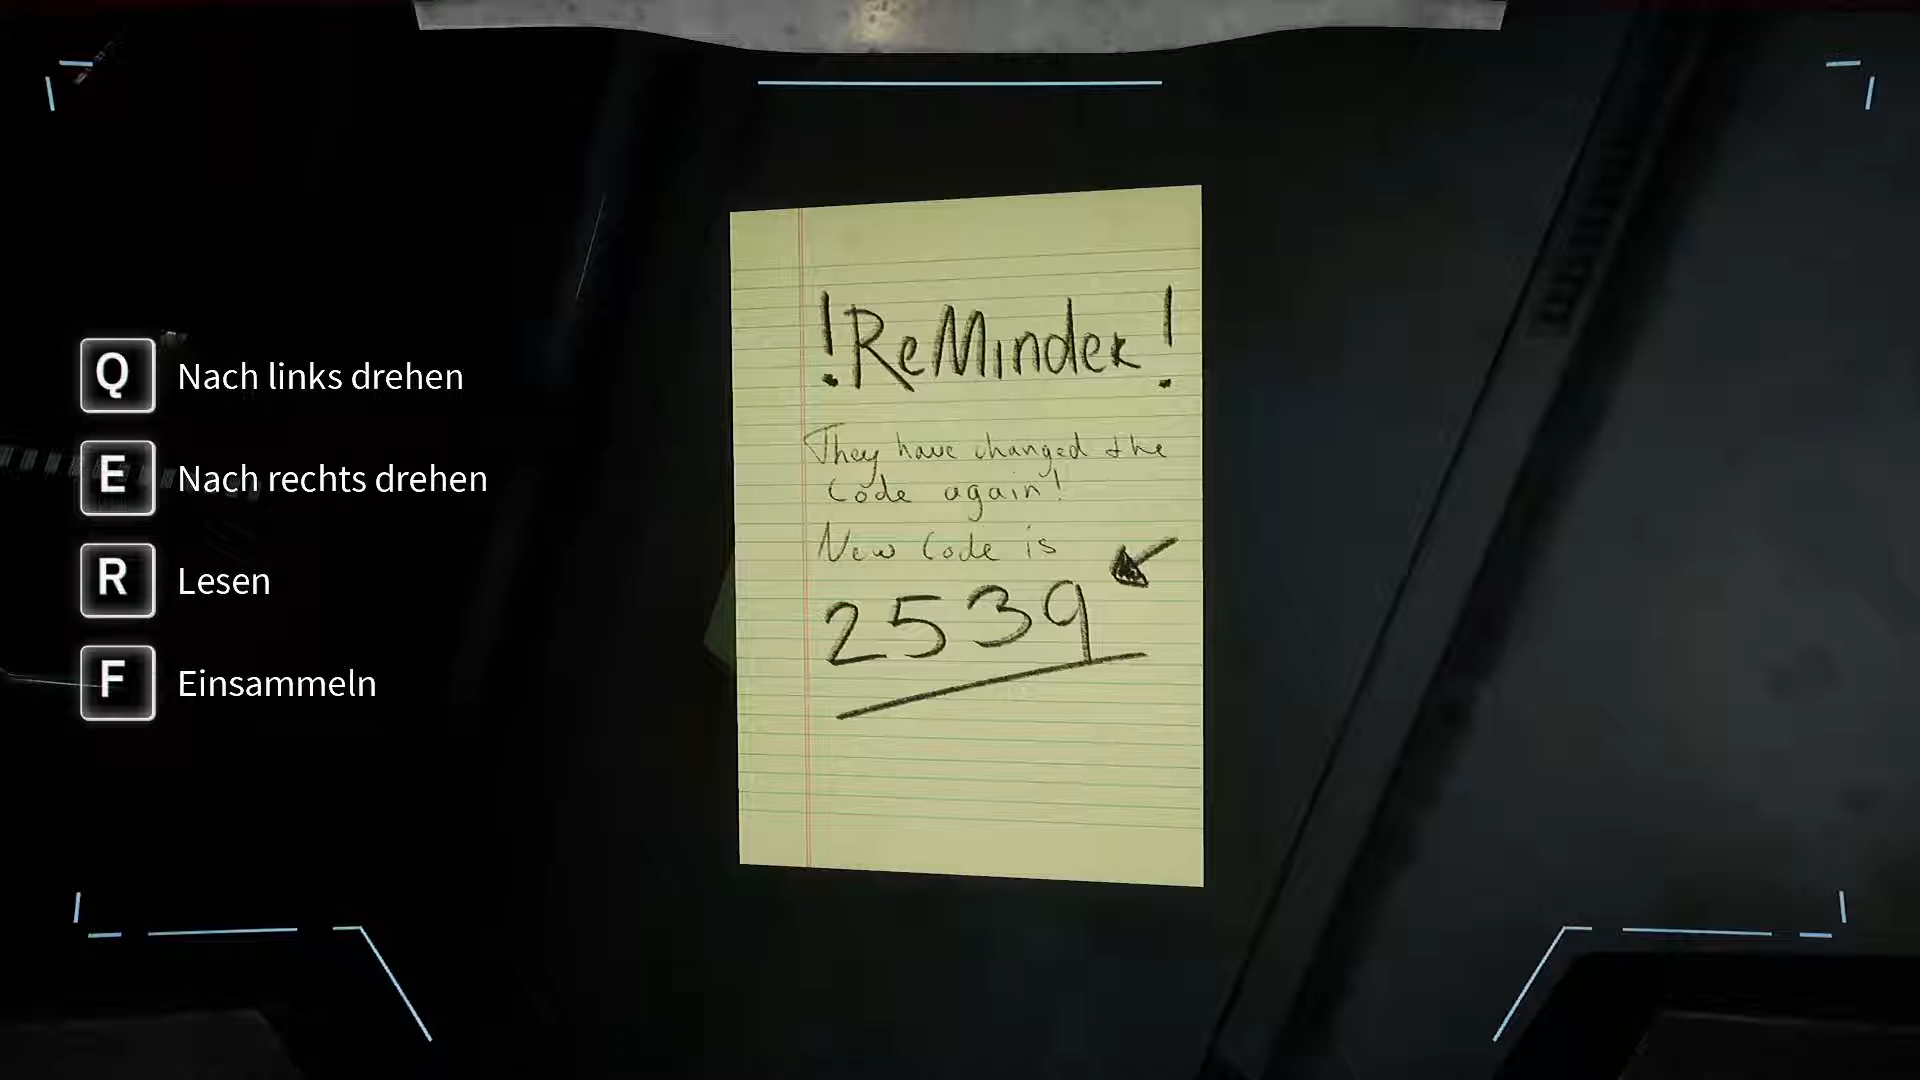 Q Nach links drehen
E Nach rechts drehen
R Lesen
F Einsammeln
!ReMinder!
They have changed the
Code again!
New Code is
2539